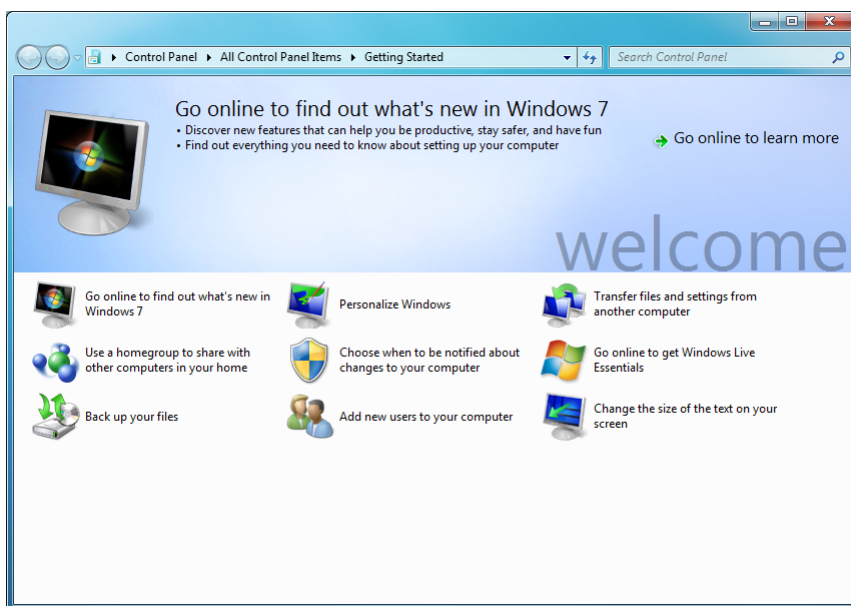 Control Panel ▸ All Control Panel Items ▸ Getting Started
Search Control Panel
Go online to find out what's new in Windows 7
• Discover new features that can help you be productive, stay safer, and have fun
• Find out everything you need to know about setting up your computer
Go online to learn more
welcome
Go online to find out what's new in
Windows 7
Personalize Windows
Transfer files and settings from
another computer
Use a homegroup to share with
other computers in your home
Choose when to be notified about
changes to your computer
Go online to get Windows Live
Essentials
Back up your files
Add new users to your computer
Change the size of the text on your
screen